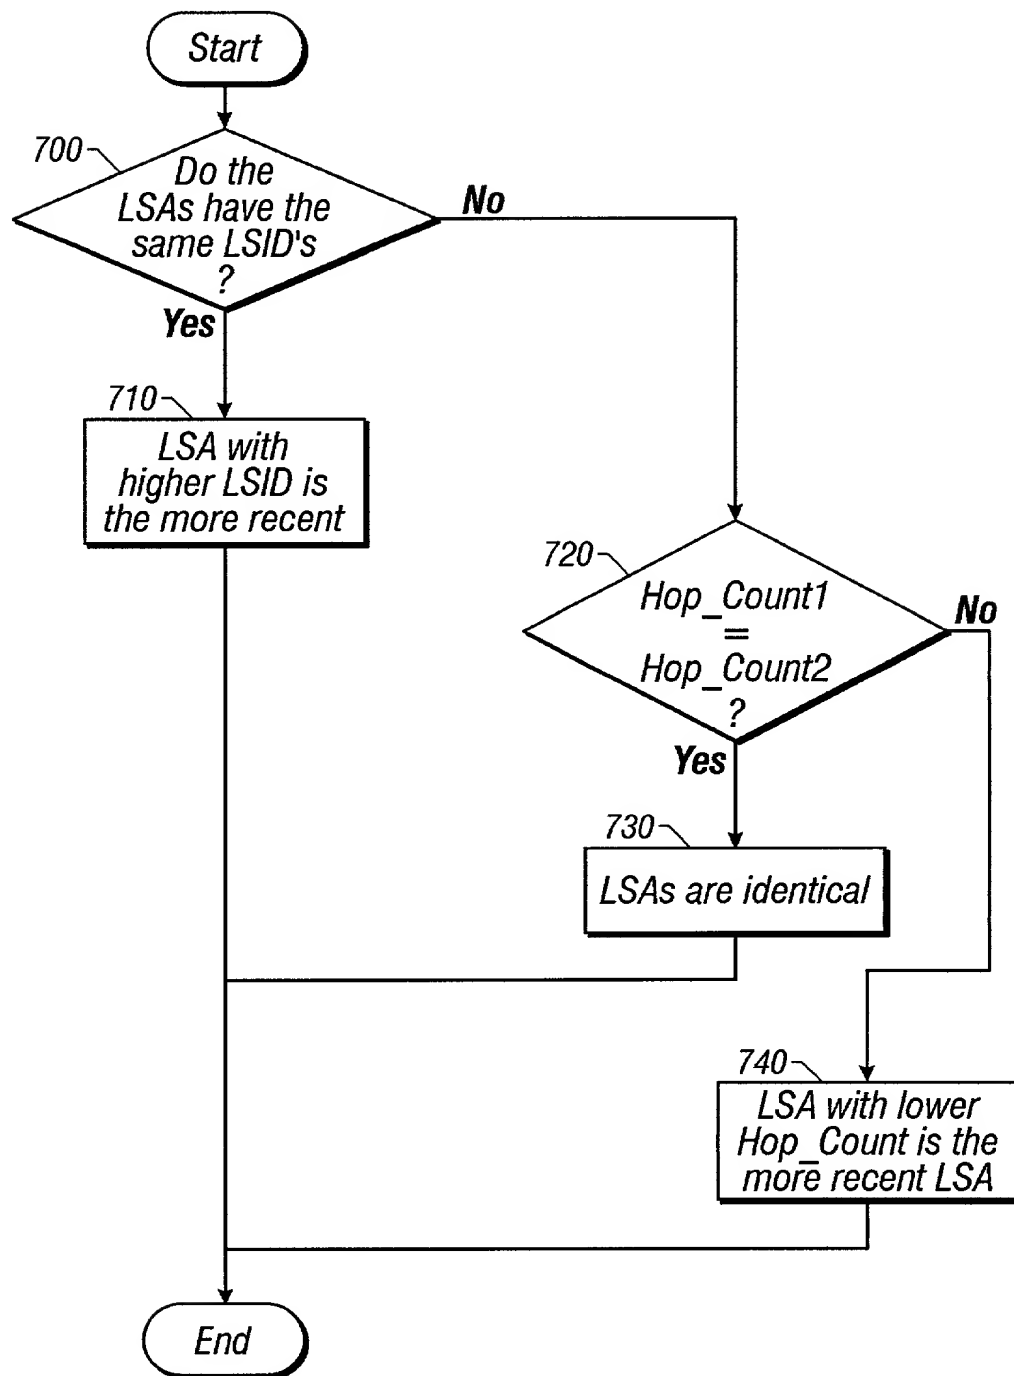 Start
700
Do the
LSAs have the
same LSID's
?
No
Yes
710
LSA with
higher LSID is
the more recent
720
Hop_Count1
=
Hop_Count2
?
No
Yes
730
LSAs are identical
740
LSA with lower
Hop_Count is the
more recent LSA
End